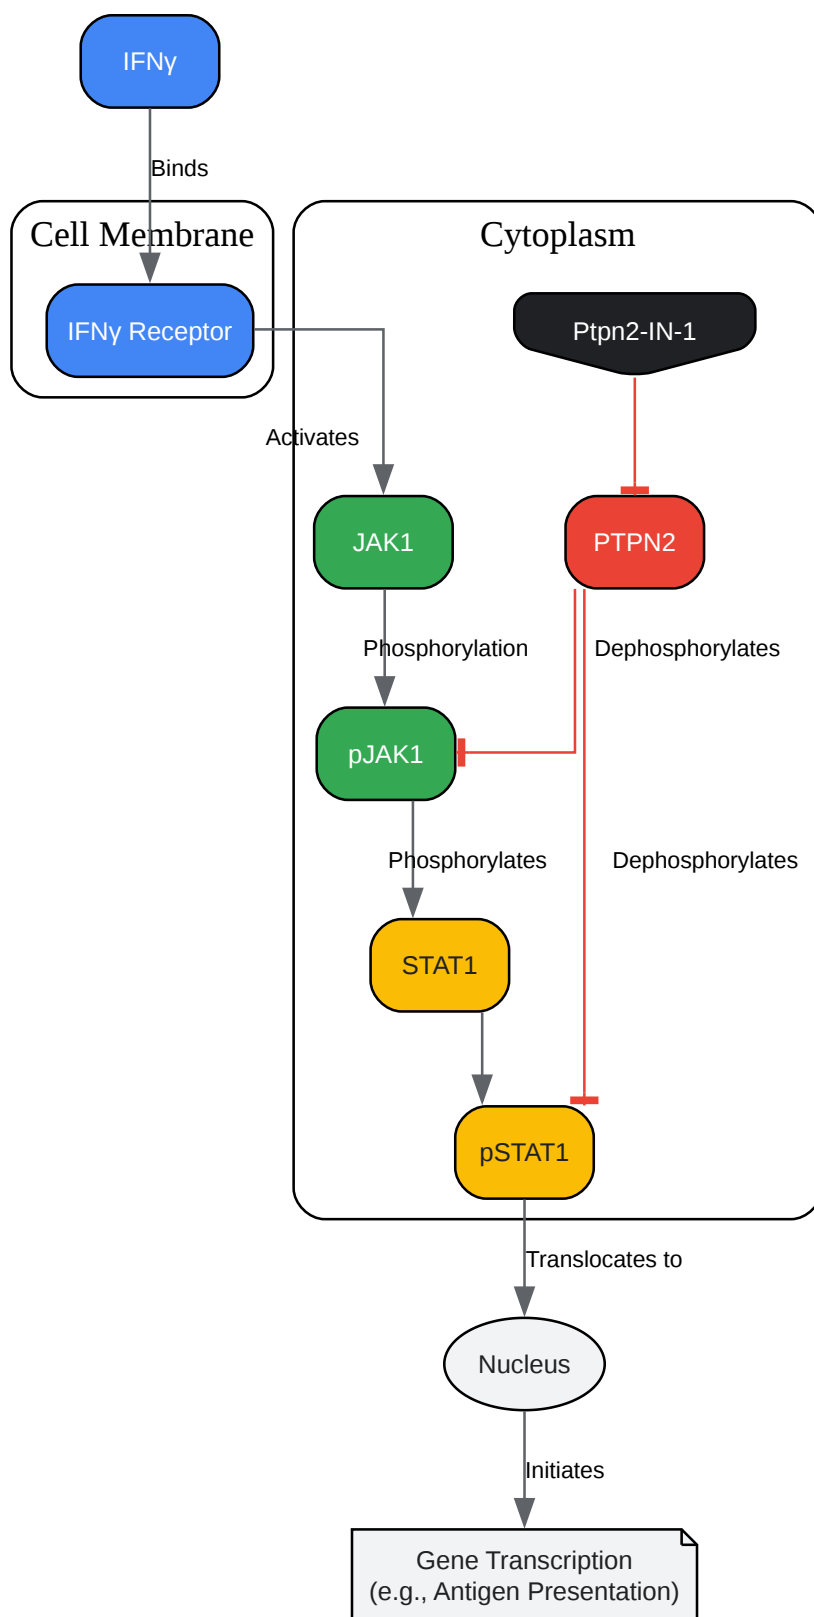 IFNγ
Binds
Cell Membrane
Cytoplasm
IFNγ Receptor
Ptpn2-IN-1
Activates
JAK1
PTPN2
Phosphorylation
Dephosphorylates
pJAK1
Phosphorylates
Dephosphorylates
STAT1
pSTAT1
Translocates to
Nucleus
Initiates
Gene Transcription
(e.g., Antigen Presentation)